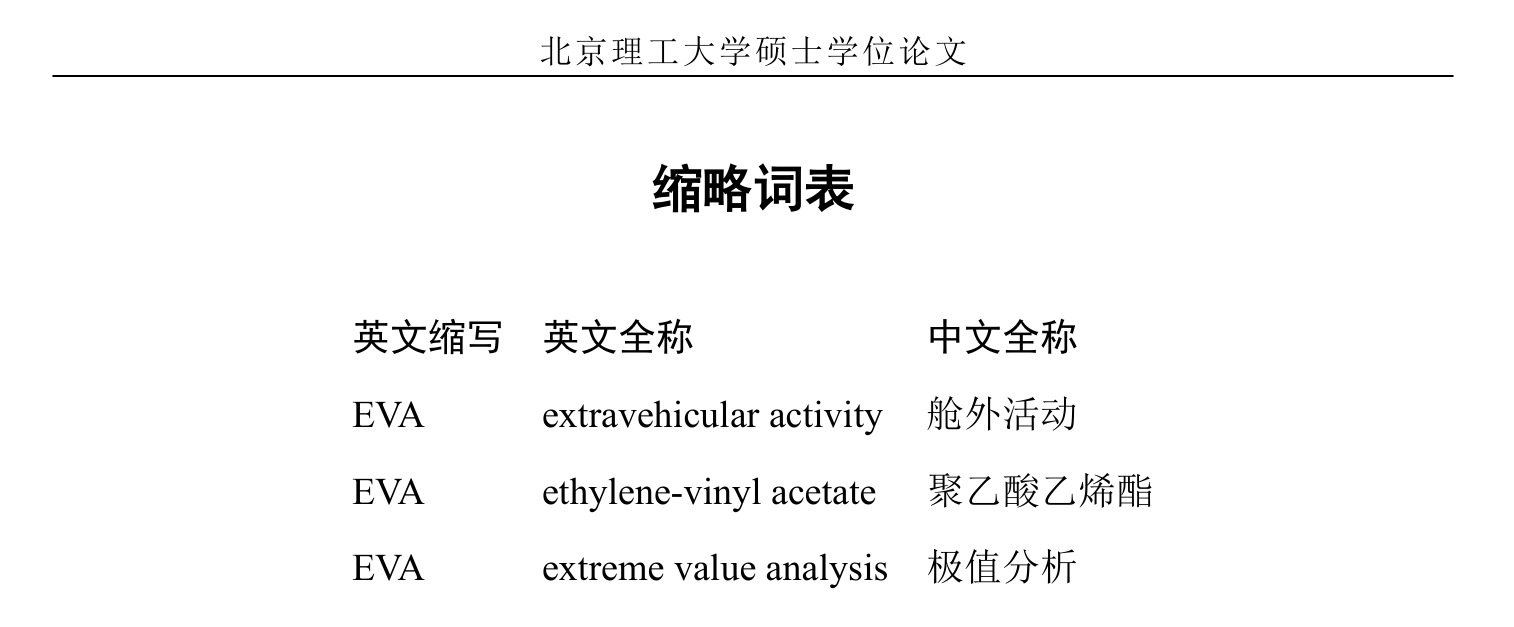 北京理工大学硕士学位论文
缩略词表
英文缩写 英文全称 中文全称
EVA extravehicular activity 舱外活动
EVA ethylene-vinyl acetate 聚乙酸乙烯酯
EVA extreme value analysis 极值分析